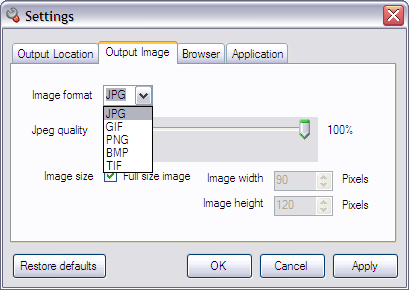 Settings
Output Location Output Image Browser Application
Image format JPG
JPG
GIF
PNG
BMP
TIF
Jpeg quality 100%
Image size Full size image
Image width 90 Pixels
Image height 120 Pixels
Restore defaults OK Cancel Apply